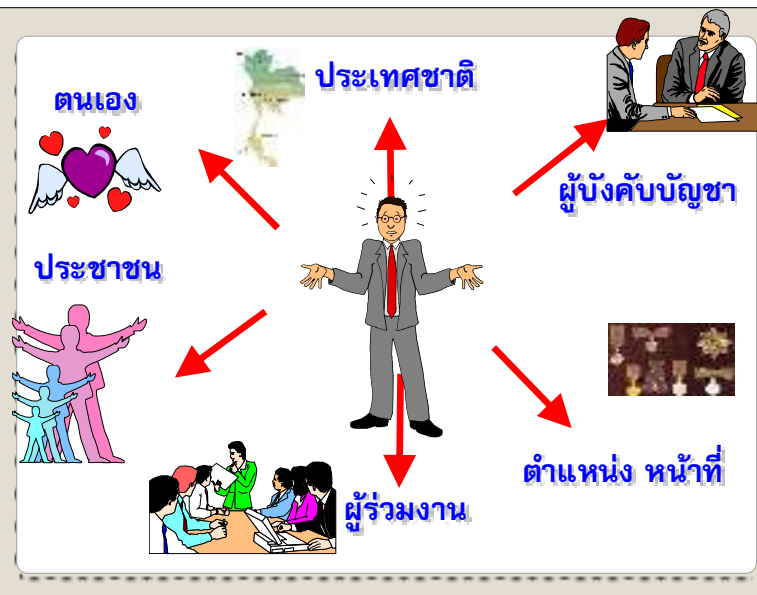 ประเทศชาติ
ตนเอง
ผู้บังคับบัญชา
ประชาชน
ตำแหน่ง หน้าที่
ผู้ร่วมงาน